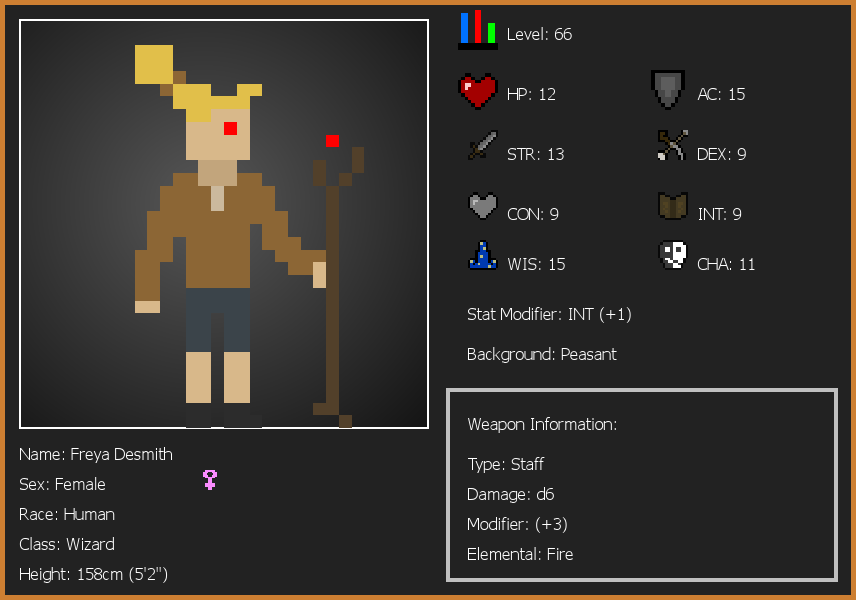 Level: 66
HP: 12
AC: 15
STR: 13
DEX: 9
CON: 9
INT: 9
WIS: 15
CHA: 11
Stat Modifier: INT (+1)
Background: Peasant
Weapon Information:
Type: Staff
Damage: d6
Modifier: (+3)
Elemental: Fire
Name: Freya Desmith
Sex: Female
Race: Human
Class: Wizard
Height: 158cm (5'2")